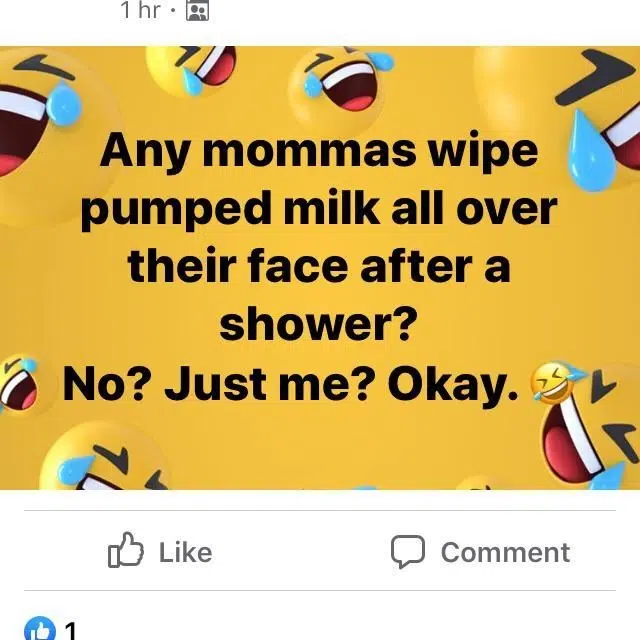 1 hr ·
Any mommas wipe
pumped milk all over
their face after a
shower?
No? Just me? Okay. 🤣
Like
Comment
1